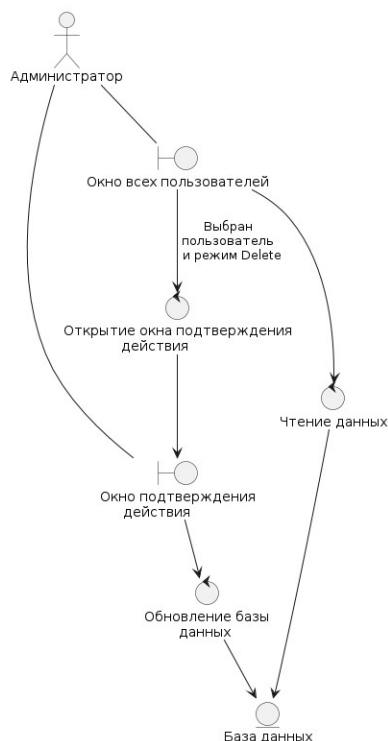 Администратор
Окно всех пользователей
Выбран
пользователь
и режим Delete
Открытие окна подтверждения
действия
Чтение данных
Окно подтверждения
действия
Обновление базы
данных
База данных